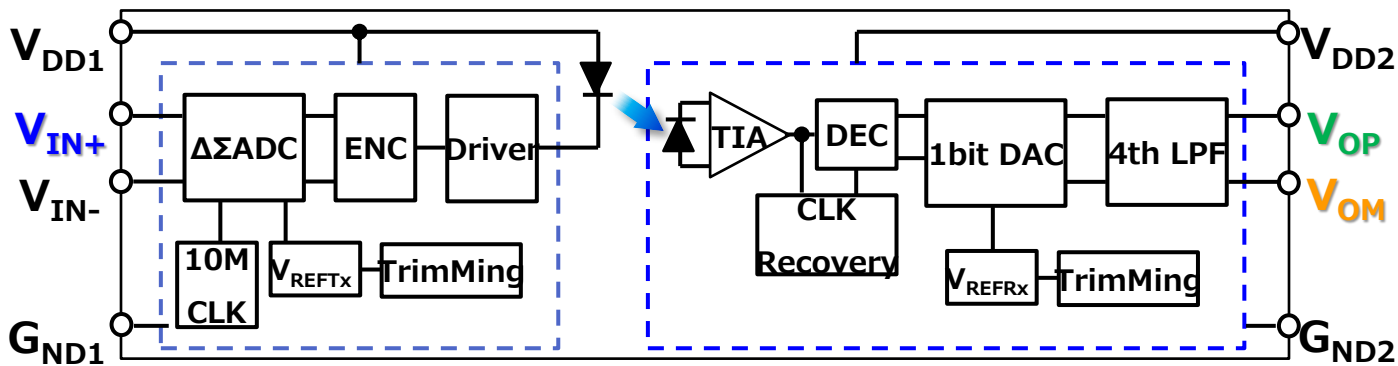 VDD1
VIN+
VIN-
GND1
ΔΣADC
ENC
Driver
10M
CLK
VREFTx
TrimMing
TIA
DEC
CLK
Recovery
1bit DAC
4th LPF
VREFRx
TrimMing
VDD2
VOP
VOM
GND2